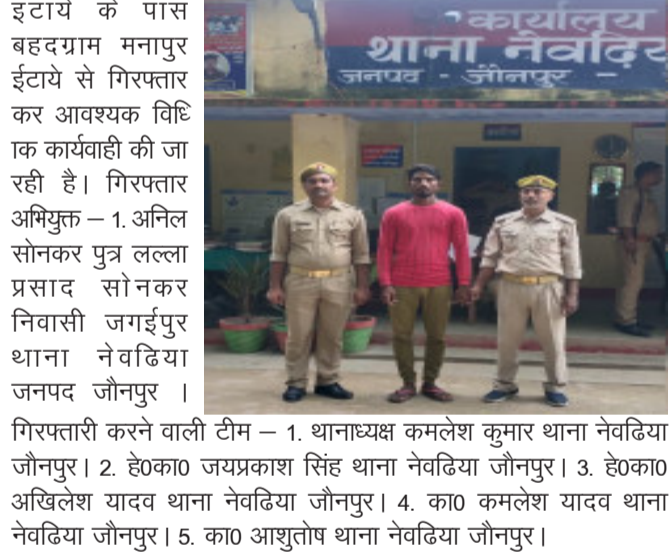 इटाये के पास
बहदग्राम मनापुर
ईटाये से गिरफ्तार
कर आवश्यक विधि
ाक कार्यवाही की जा
रही है। गिरफ्तार
अभियुक्त – 1. अनिल
सोनकर पुत्र लल्ला
प्रसाद सोनकर
निवासी जगईपुर
थाना नेवढिया
जनपद जौनपुर ।
कार्यालय
थाना नेवढि
जनपद - जौनपुर -
गिरफ्तारी करने वाली टीम – 1. थानाध्यक्ष कमलेश कुमार थाना नेवढिया
जौनपुर। 2. हे0का0 जयप्रकाश सिंह थाना नेवढिया जौनपुर। 3. हे0का0
अखिलेश यादव थाना नेवढिया जौनपुर। 4. का0 कमलेश यादव थाना
नेवढिया जौनपुर। 5. का0 आशुतोष थाना नेवढिया जौनपुर।